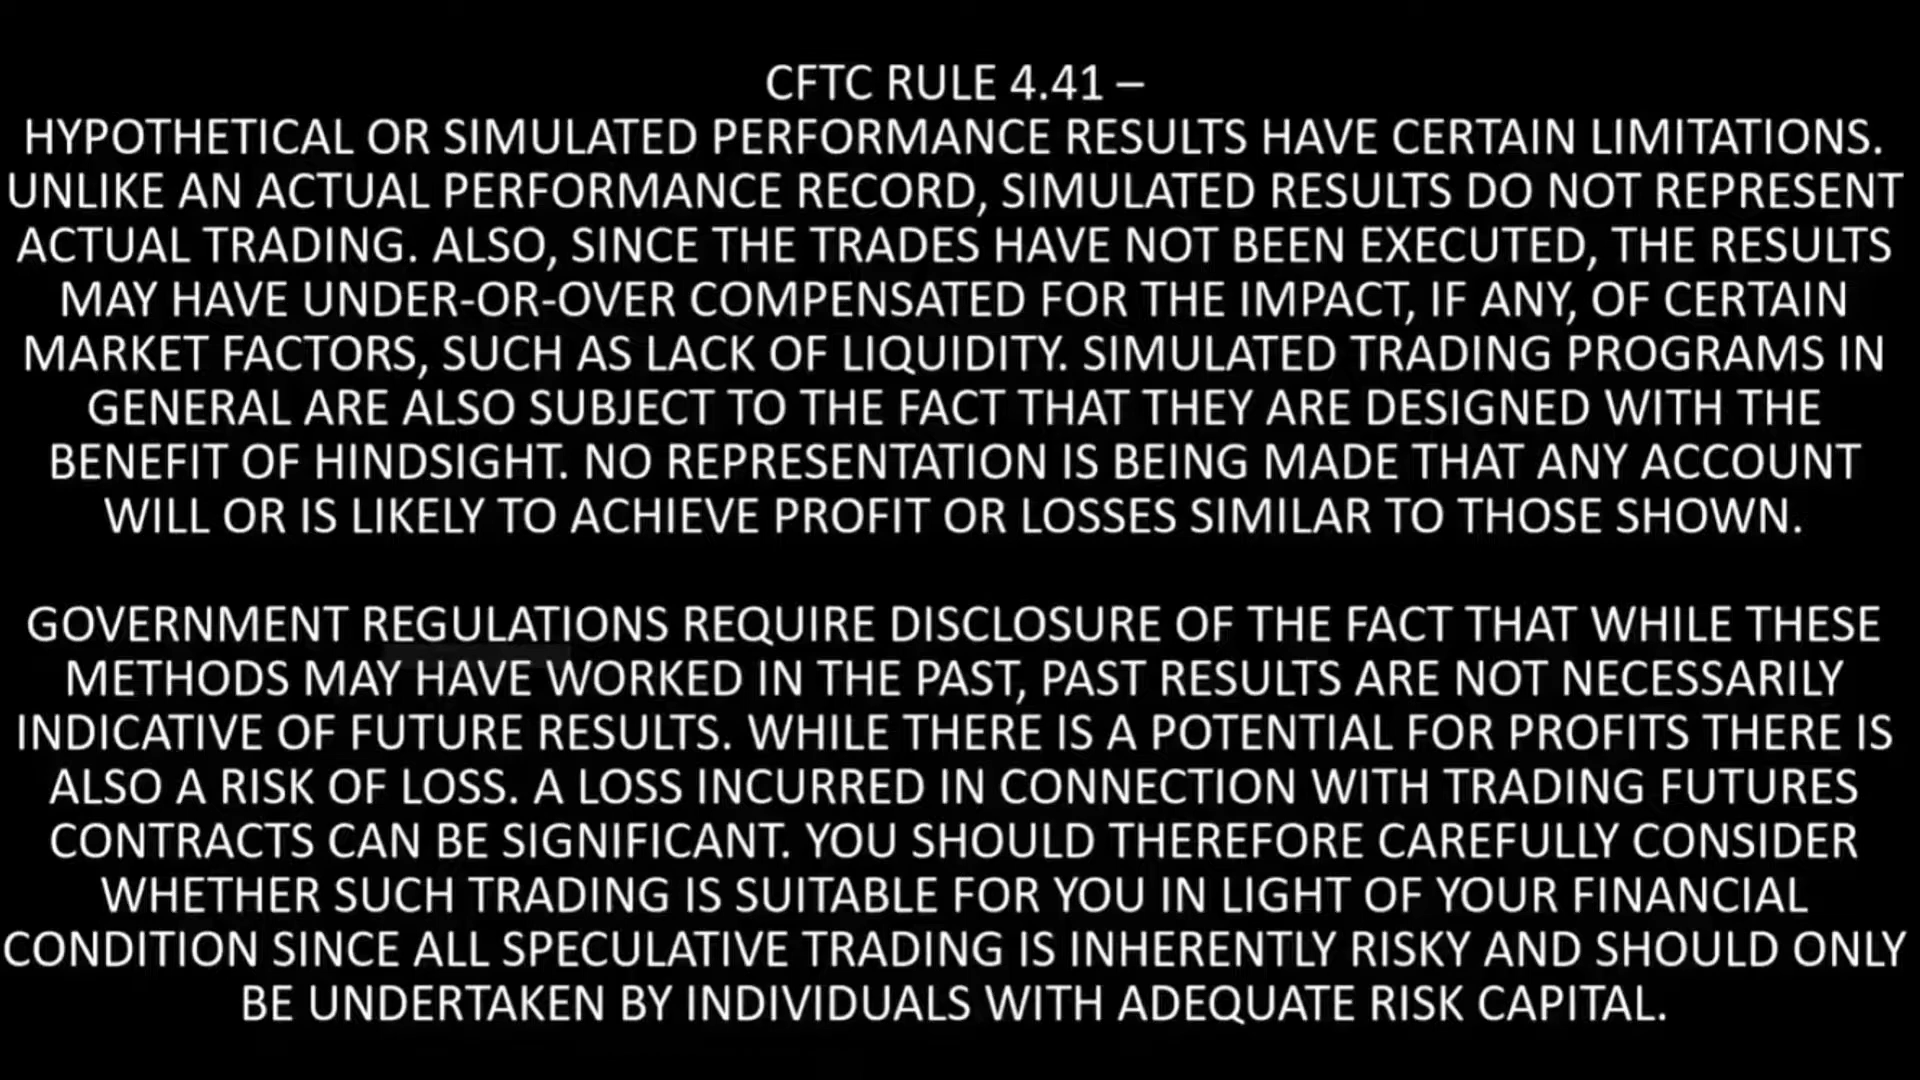 CFTC RULE 4.41 –
HYPOTHETICAL OR SIMULATED PERFORMANCE RESULTS HAVE CERTAIN LIMITATIONS.
UNLIKE AN ACTUAL PERFORMANCE RECORD, SIMULATED RESULTS DO NOT REPRESENT
ACTUAL TRADING. ALSO, SINCE THE TRADES HAVE NOT BEEN EXECUTED, THE RESULTS
MAY HAVE UNDER-OR-OVER COMPENSATED FOR THE IMPACT, IF ANY, OF CERTAIN
MARKET FACTORS, SUCH AS LACK OF LIQUIDITY. SIMULATED TRADING PROGRAMS IN
GENERAL ARE ALSO SUBJECT TO THE FACT THAT THEY ARE DESIGNED WITH THE
BENEFIT OF HINDSIGHT. NO REPRESENTATION IS BEING MADE THAT ANY ACCOUNT
WILL OR IS LIKELY TO ACHIEVE PROFIT OR LOSSES SIMILAR TO THOSE SHOWN.
GOVERNMENT REGULATIONS REQUIRE DISCLOSURE OF THE FACT THAT WHILE THESE
METHODS MAY HAVE WORKED IN THE PAST, PAST RESULTS ARE NOT NECESSARILY
INDICATIVE OF FUTURE RESULTS. WHILE THERE IS A POTENTIAL FOR PROFITS THERE IS
ALSO A RISK OF LOSS. A LOSS INCURRED IN CONNECTION WITH TRADING FUTURES
CONTRACTS CAN BE SIGNIFICANT. YOU SHOULD THEREFORE CAREFULLY CONSIDER
WHETHER SUCH TRADING IS SUITABLE FOR YOU IN LIGHT OF YOUR FINANCIAL
CONDITION SINCE ALL SPECULATIVE TRADING IS INHERENTLY RISKY AND SHOULD ONLY
BE UNDERTAKEN BY INDIVIDUALS WITH ADEQUATE RISK CAPITAL.